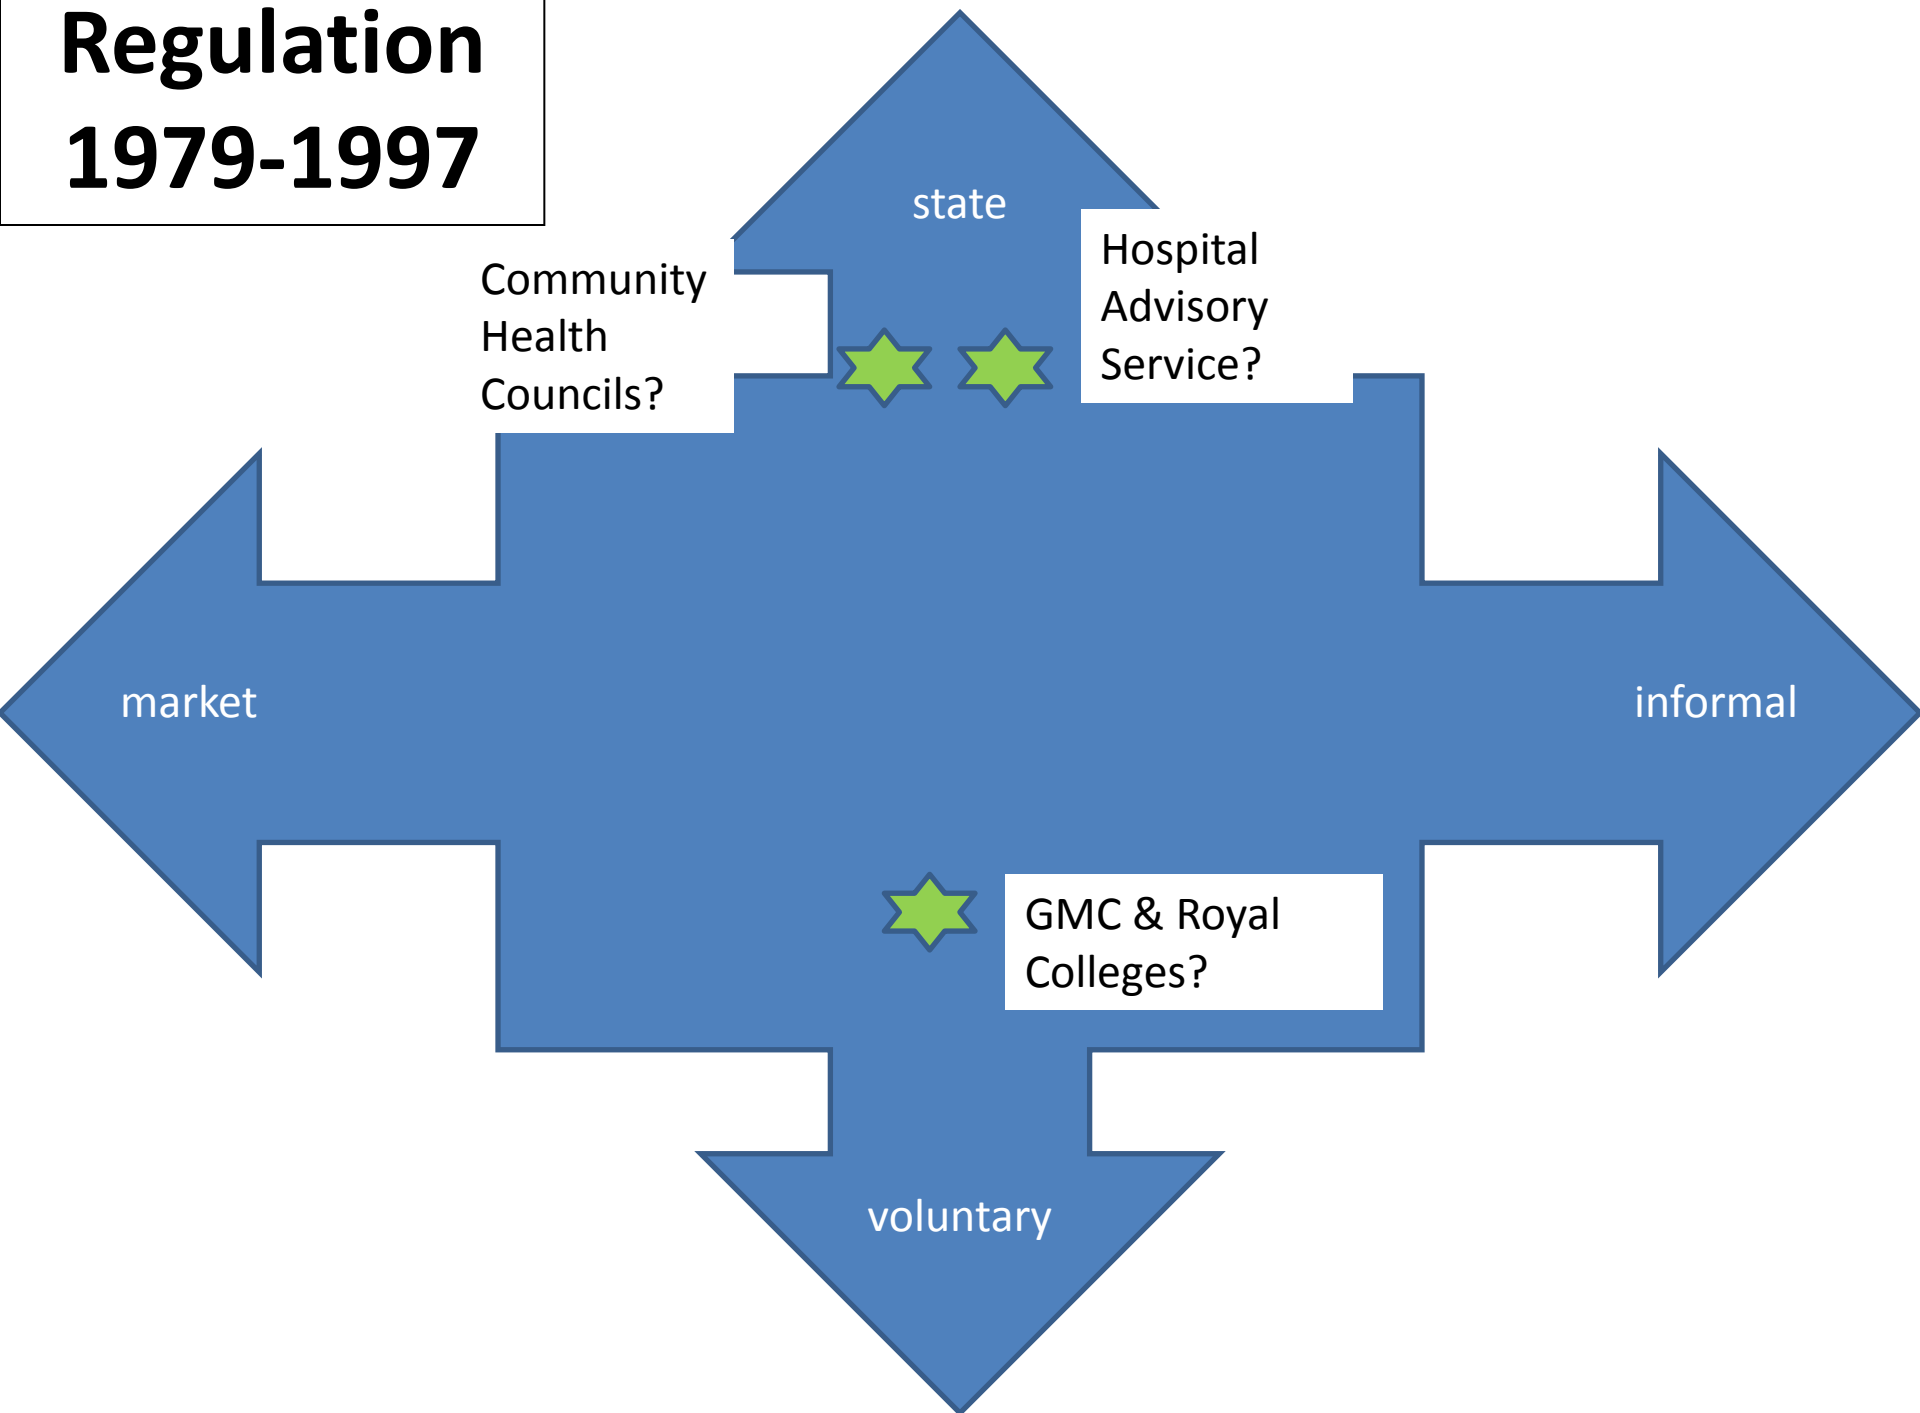 Regulation
1979-1997
state
Community
Health
Councils?
Hospital
Advisory
Service?
market
informal
GMC & Royal
Colleges?
voluntary